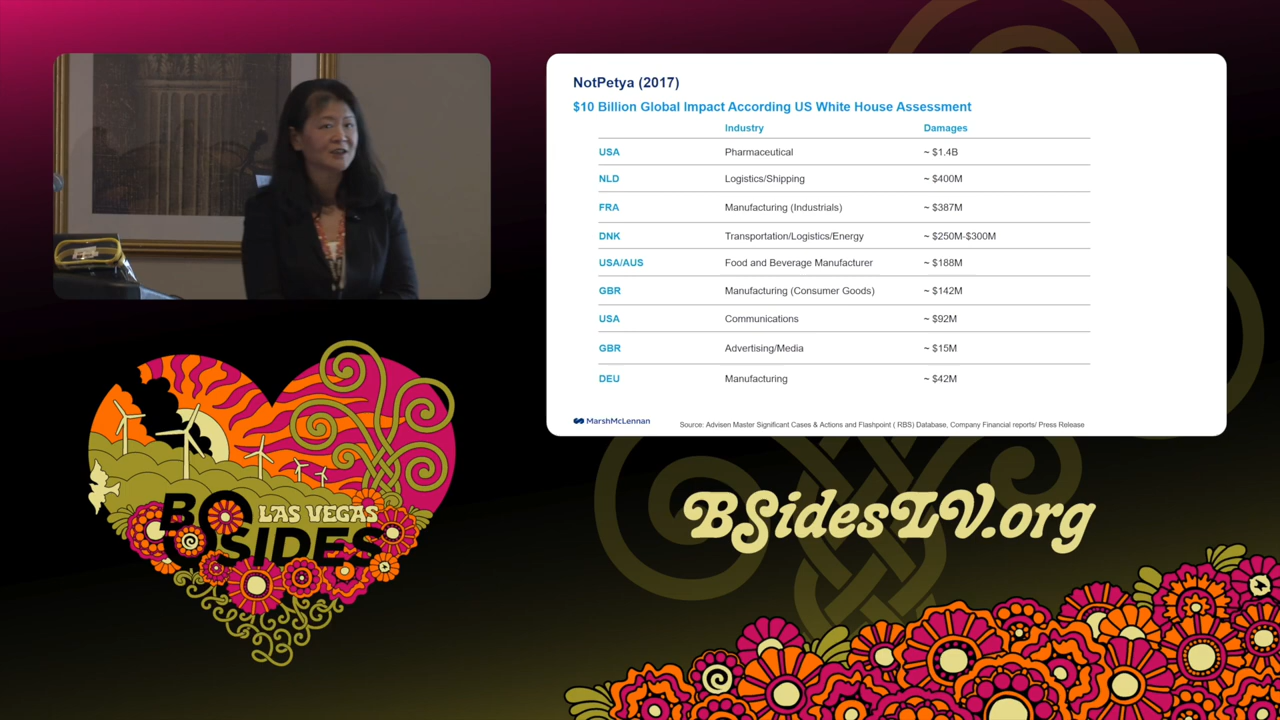 NotPetya (2017)
$10 Billion Global Impact According US White House Assessment
Industry Damages
USA Pharmaceutical ~ $1.4B
NLD Logistics/Shipping ~ $400M
FRA Manufacturing (Industrials) ~ $387M
DNK Transportation/Logistics/Energy ~ $250M-$300M
USA/AUS Food and Beverage Manufacturer ~ $188M
GBR Manufacturing (Consumer Goods) ~ $142M
USA Communications ~ $92M
GBR Advertising/Media ~ $15M
DEU Manufacturing ~ $42M
MarshMcLennan
Source: Advisen Master Significant Cases & Actions and Flashpoint ( RBS) Database, Company Financial reports/ Press Release
LAS VEGAS
BSIDES
23
BSidesLV.org